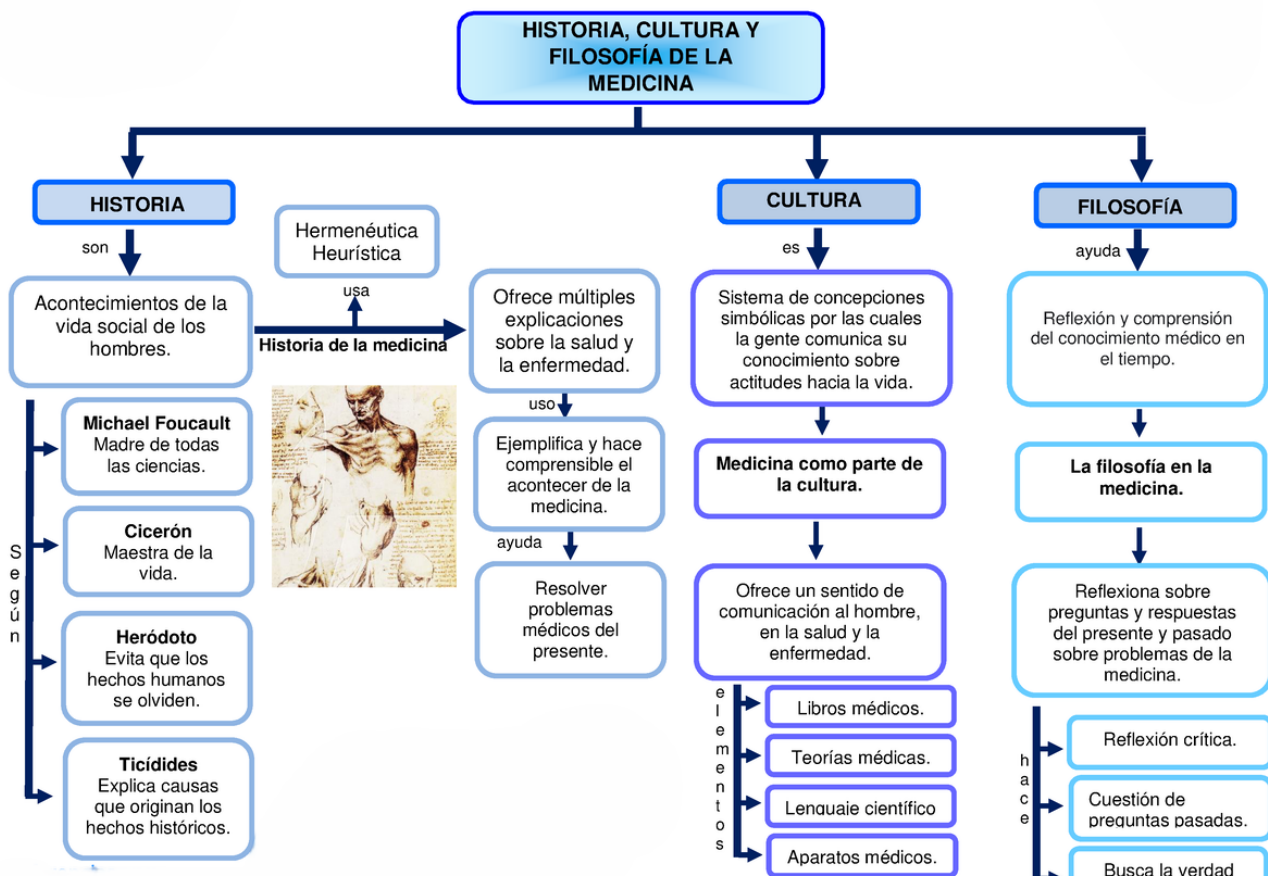 HISTORIA, CULTURA Y
FILOSOFÍA DE LA
MEDICINA
HISTORIA
son
Acontecimientos de la
vida social de los
hombres.
Según
Michael Foucault
Madre de todas
las ciencias.
Cicerón
Maestra de la
vida.
Heródoto
Evita que los
hechos humanos
se olviden.
Ticídides
Explica causas
que originan los
hechos históricos.
Hermenéutica
Heurística
usa
Historia de la medicina
Ofrece múltiples
explicaciones
sobre la salud y
la enfermedad.
uso
Ejemplifica y hace
comprensible el
acontecer de la
medicina.
ayuda
Resolver
problemas
médicos del
presente.
CULTURA
es
Sistema de concepciones
simbólicas por las cuales
la gente comunica su
conocimiento sobre
actitudes hacia la vida.
Medicina como parte de
la cultura.
Ofrece un sentido de
comunicación al hombre,
en la salud y la
enfermedad.
elementos
Libros médicos.
Teorías médicas.
Lenguaje científico
Aparatos médicos.
FILOSOFÍA
ayuda
Reflexión y comprensión
del conocimiento médico en
el tiempo.
La filosofía en la
medicina.
Reflexiona sobre
preguntas y respuestas
del presente y pasado
sobre problemas de la
medicina.
hace
Reflexión crítica.
Cuestión de
preguntas pasadas.
Busca la verdad